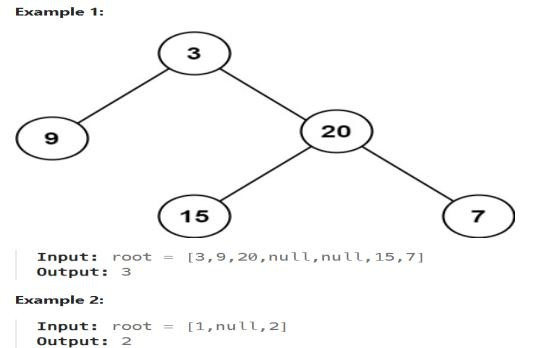 Example 1:
3
9
20
15
7
Input: root = [3,9,20,null,null,15,7]
Output: 3
Example 2:
Input: root = [1,null,2]
Output: 2